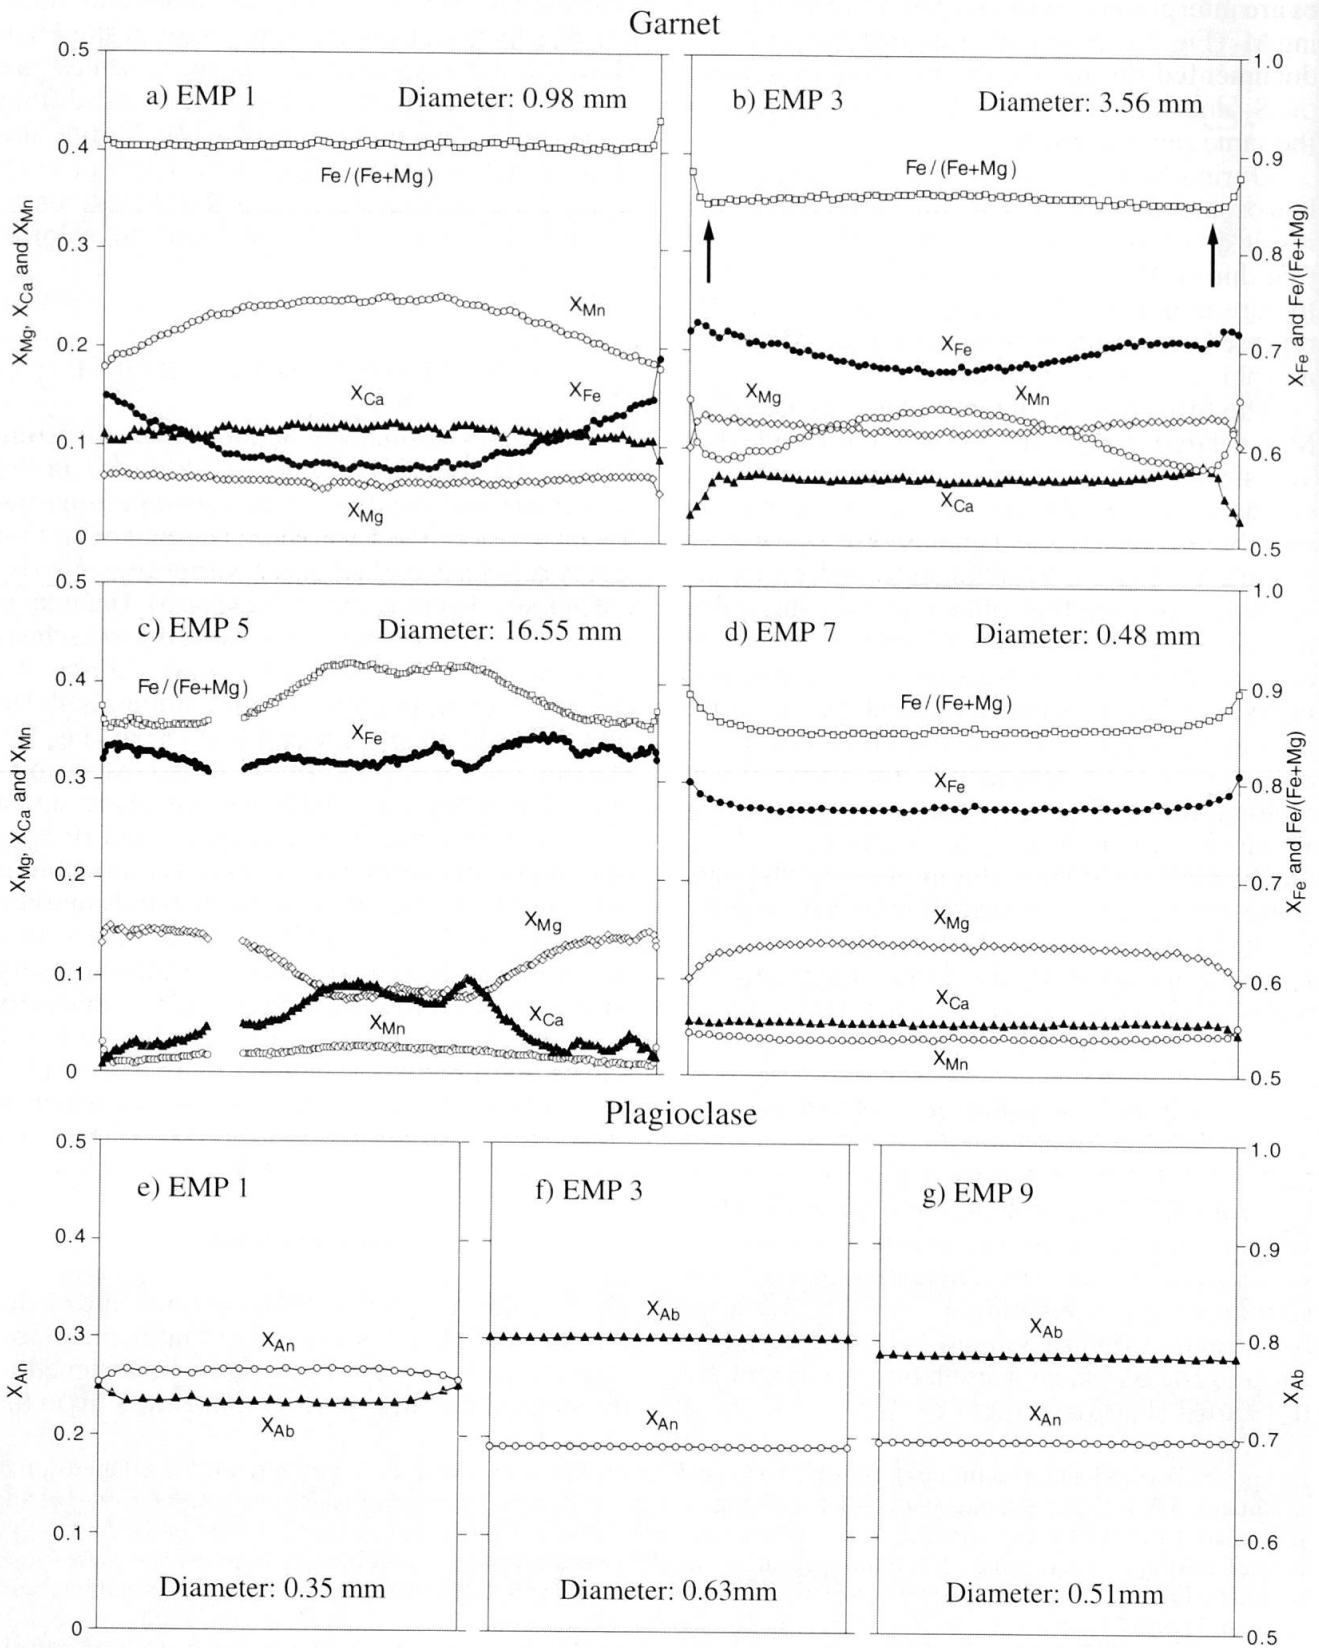 Garnet
a) EMP 1
Diameter: 0.98 mm
Fe/(Fe+Mg)
XMn
XCa
XFe
XMg
0.5
0.4
0.3
0.2
0.1
0
XMg, XCa and XMn
b) EMP 3
Diameter: 3.56 mm
Fe/(Fe+Mg)
XFe
XMg
XMn
XCa
1.0
0.9
0.8
0.7
0.6
0.5
XFe and Fe/(Fe+Mg)
c) EMP 5
Diameter: 16.55 mm
Fe/(Fe+Mg)
XFe
XMg
XMn
XCa
0.5
0.4
0.3
0.2
0.1
0
XMg, XCa and XMn
d) EMP 7
Diameter: 0.48 mm
Fe/(Fe+Mg)
XFe
XMg
XCa
XMn
1.0
0.9
0.8
0.7
0.6
0.5
XFe and Fe/(Fe+Mg)
Plagioclase
e) EMP 1
XAn
XAb
Diameter: 0.35 mm
0.5
0.4
0.3
0.2
0.1
0
XAn
f) EMP 3
XAb
XAn
Diameter: 0.63mm
g) EMP 9
XAb
XAn
Diameter: 0.51mm
1.0
0.9
0.8
0.7
0.6
0.5
XAb